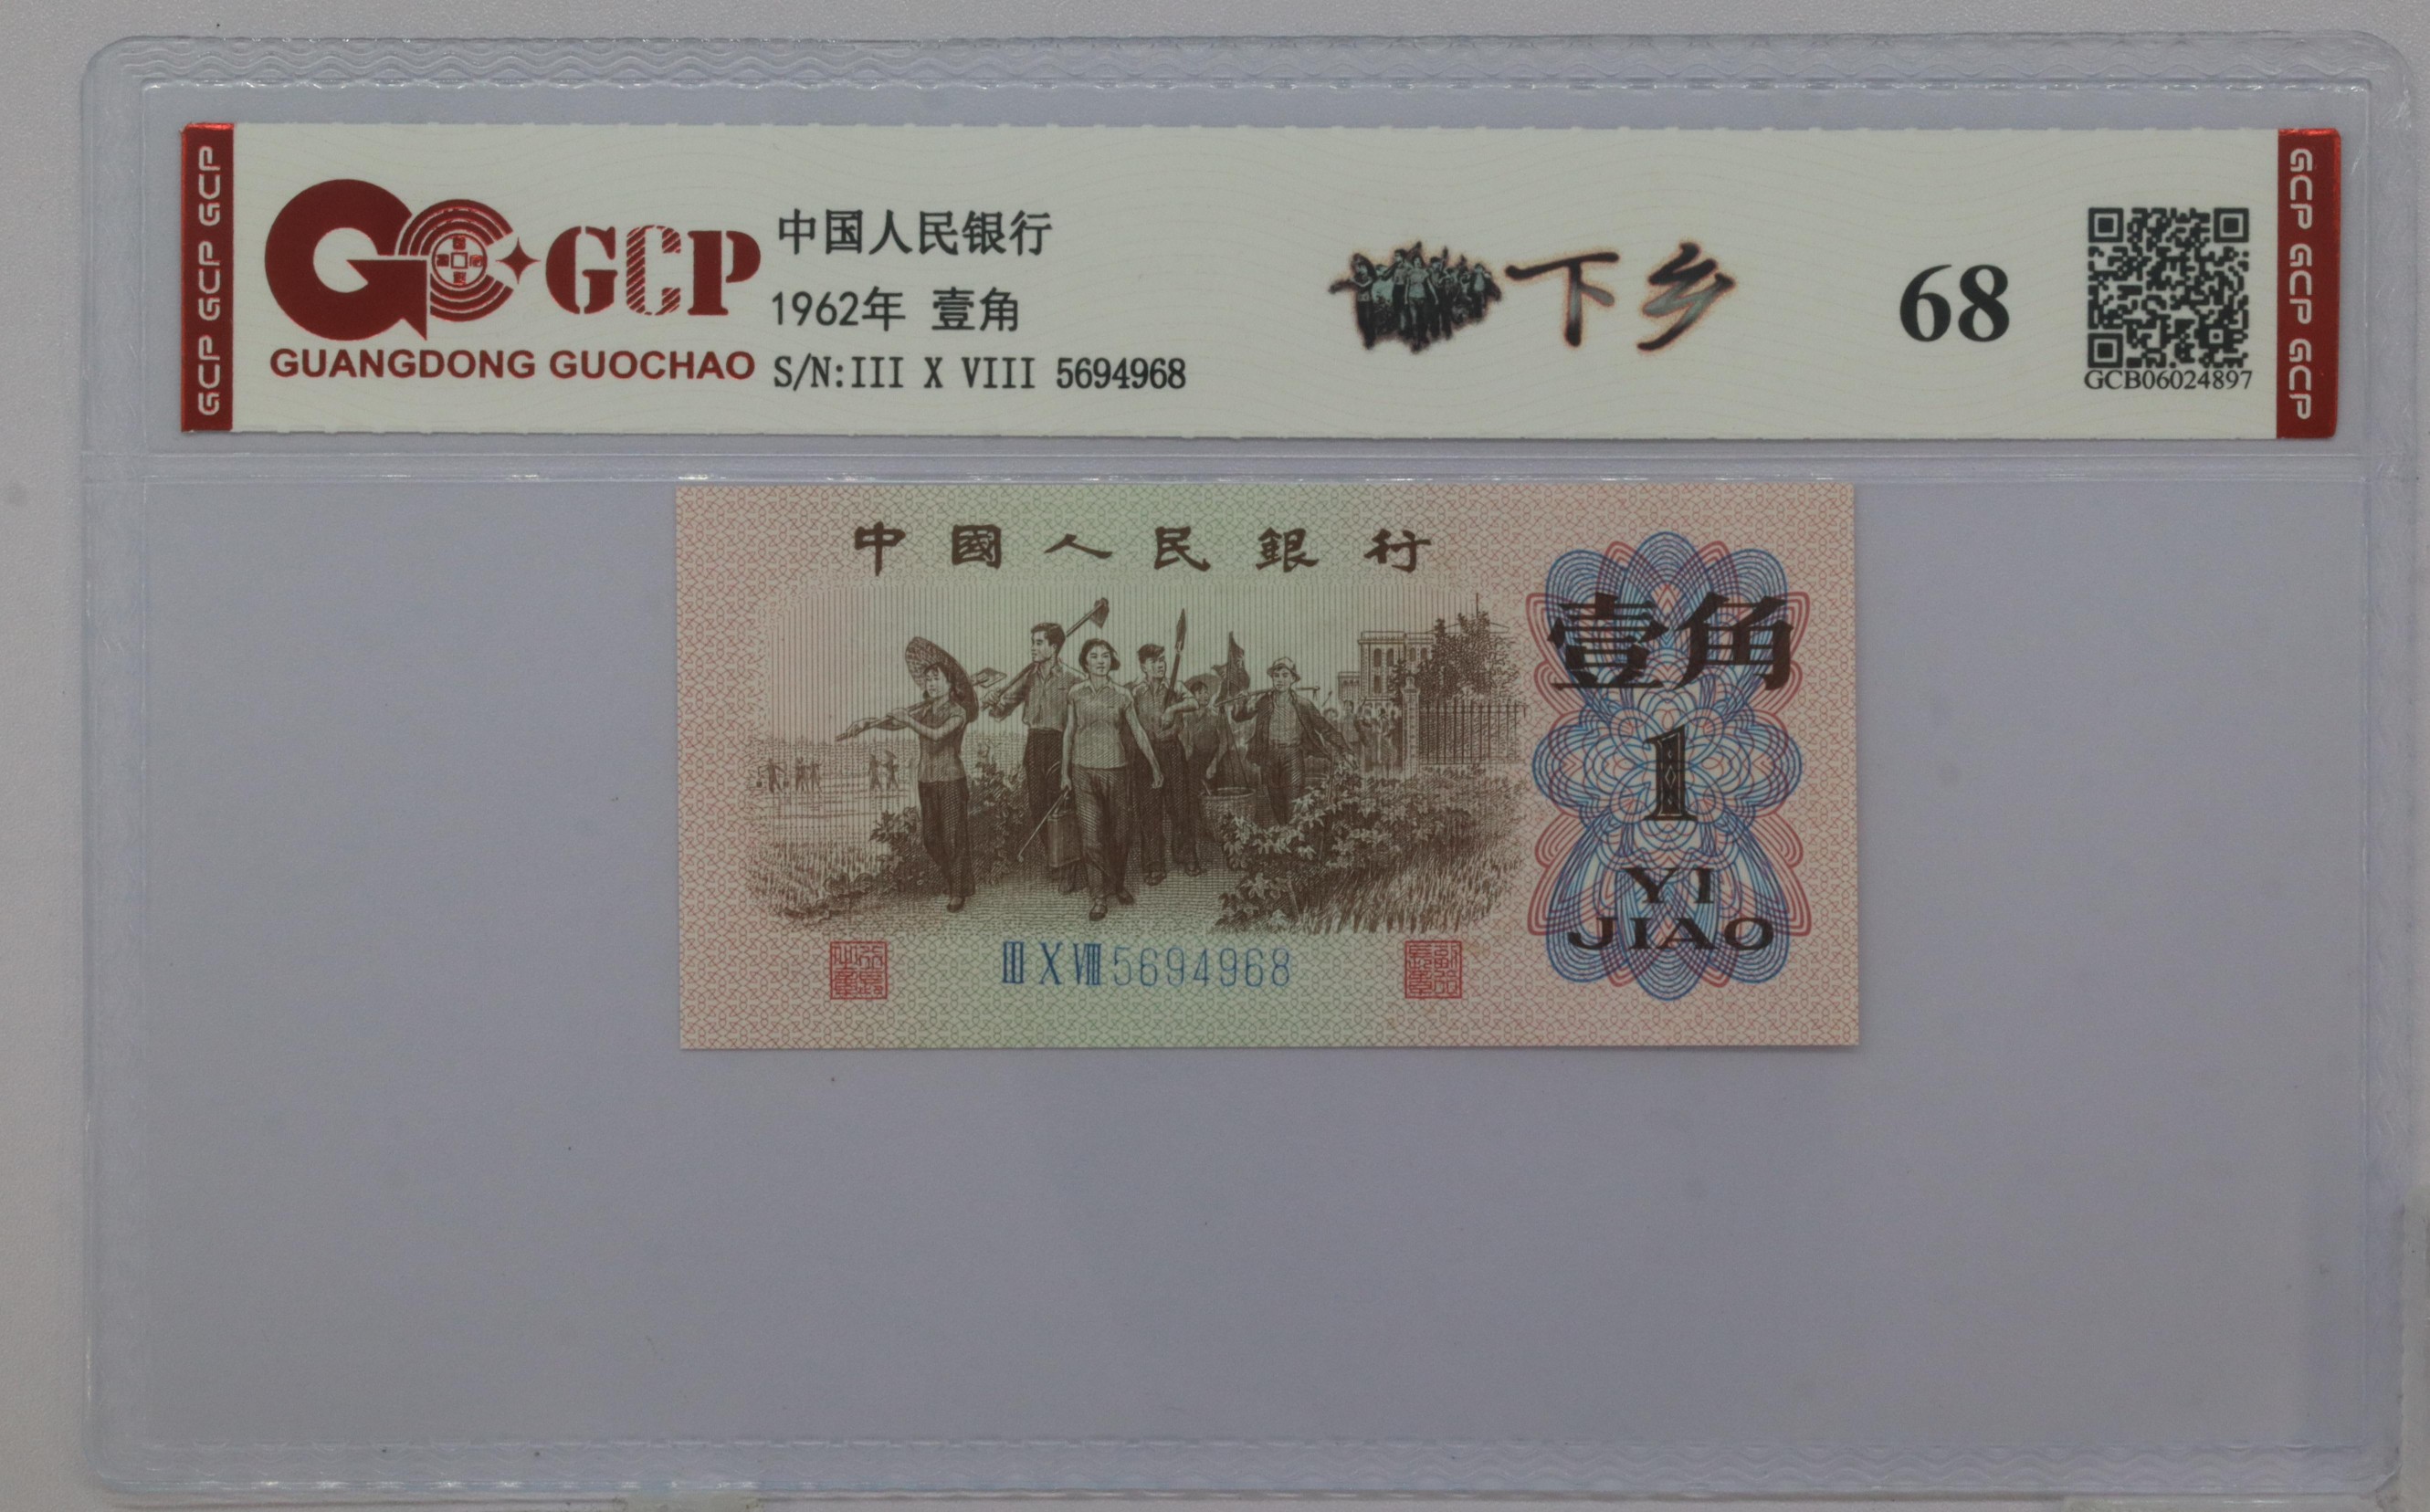 GCP GCP GCP
GCP
GUANGDONG GUOCHAO
中国人民银行
1962年 壹角
S/N:III X VIII 5694968
下乡
68
GCB06024897
GCP GCP GCP
中國人民銀行
壹角
1
YI
JIAO
III X VIII 5694968